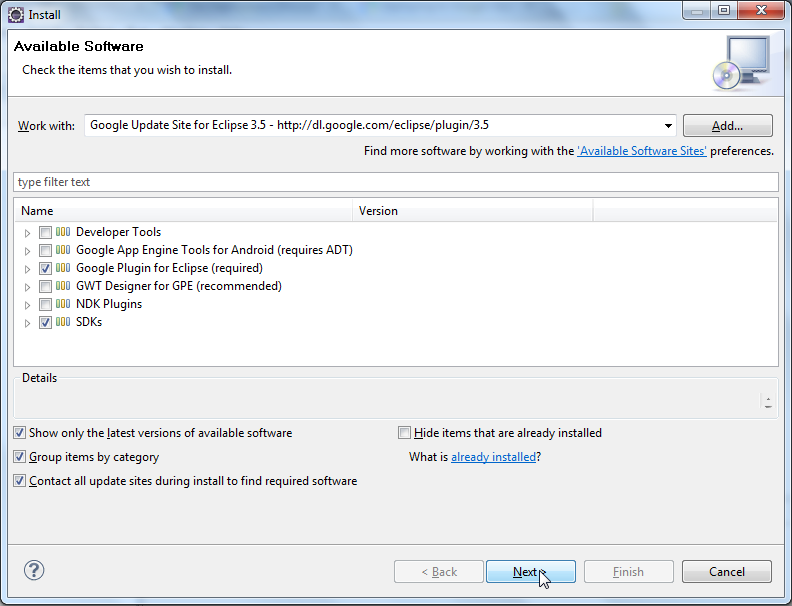 Install
Available Software
Check the items that you wish to install.
Work with: Google Update Site for Eclipse 3.5 - http://dl.google.com/eclipse/plugin/3.5 Add...
Find more software by working with the 'Available Software Sites' preferences.
type filter text
Name Version
Developer Tools
Google App Engine Tools for Android (requires ADT)
Google Plugin for Eclipse (required)
GWT Designer for GPE (recommended)
NDK Plugins
SDKs
Details
Show only the latest versions of available software Hide items that are already installed
Group items by category What is already installed?
Contact all update sites during install to find required software
? < Back Next > Finish Cancel